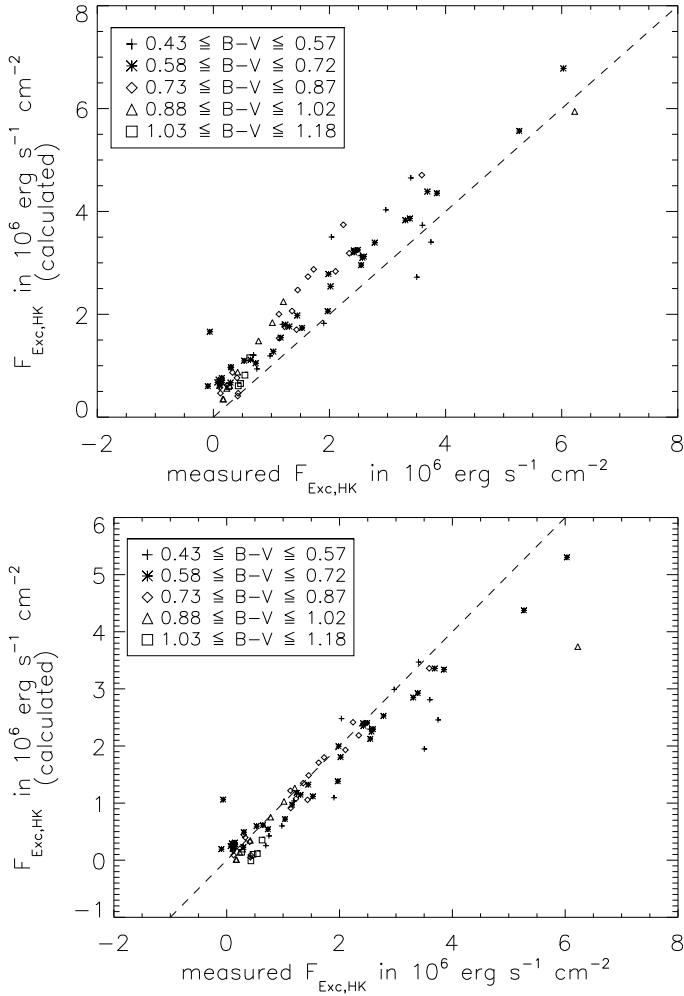 8
6
4
2
0
-2 0 2 4 6 8
F_Exc,HK in 10^6 erg s^-1 cm^-2
(calculated)
+ 0.43 ≦ B-V ≦ 0.57
✳ 0.58 ≦ B-V ≦ 0.72
◇ 0.73 ≦ B-V ≦ 0.87
△ 0.88 ≦ B-V ≦ 1.02
□ 1.03 ≦ B-V ≦ 1.18
measured F_Exc,HK in 10^6 erg s^-1 cm^-2
6
5
4
3
2
1
0
-1
-2 0 2 4 6 8
F_Exc,HK in 10^6 erg s^-1 cm^-2
(calculated)
+ 0.43 ≦ B-V ≦ 0.57
✳ 0.58 ≦ B-V ≦ 0.72
◇ 0.73 ≦ B-V ≦ 0.87
△ 0.88 ≦ B-V ≦ 1.02
□ 1.03 ≦ B-V ≦ 1.18
measured F_Exc,HK in 10^6 erg s^-1 cm^-2